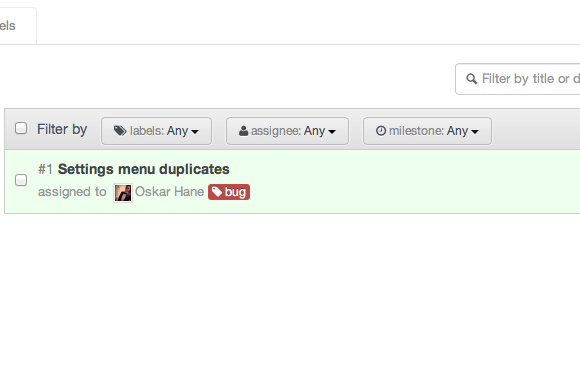 els
Filter by title or d
Filter by labels: Any assignee: Any milestone: Any
#1 Settings menu duplicates
assigned to Oskar Hane bug